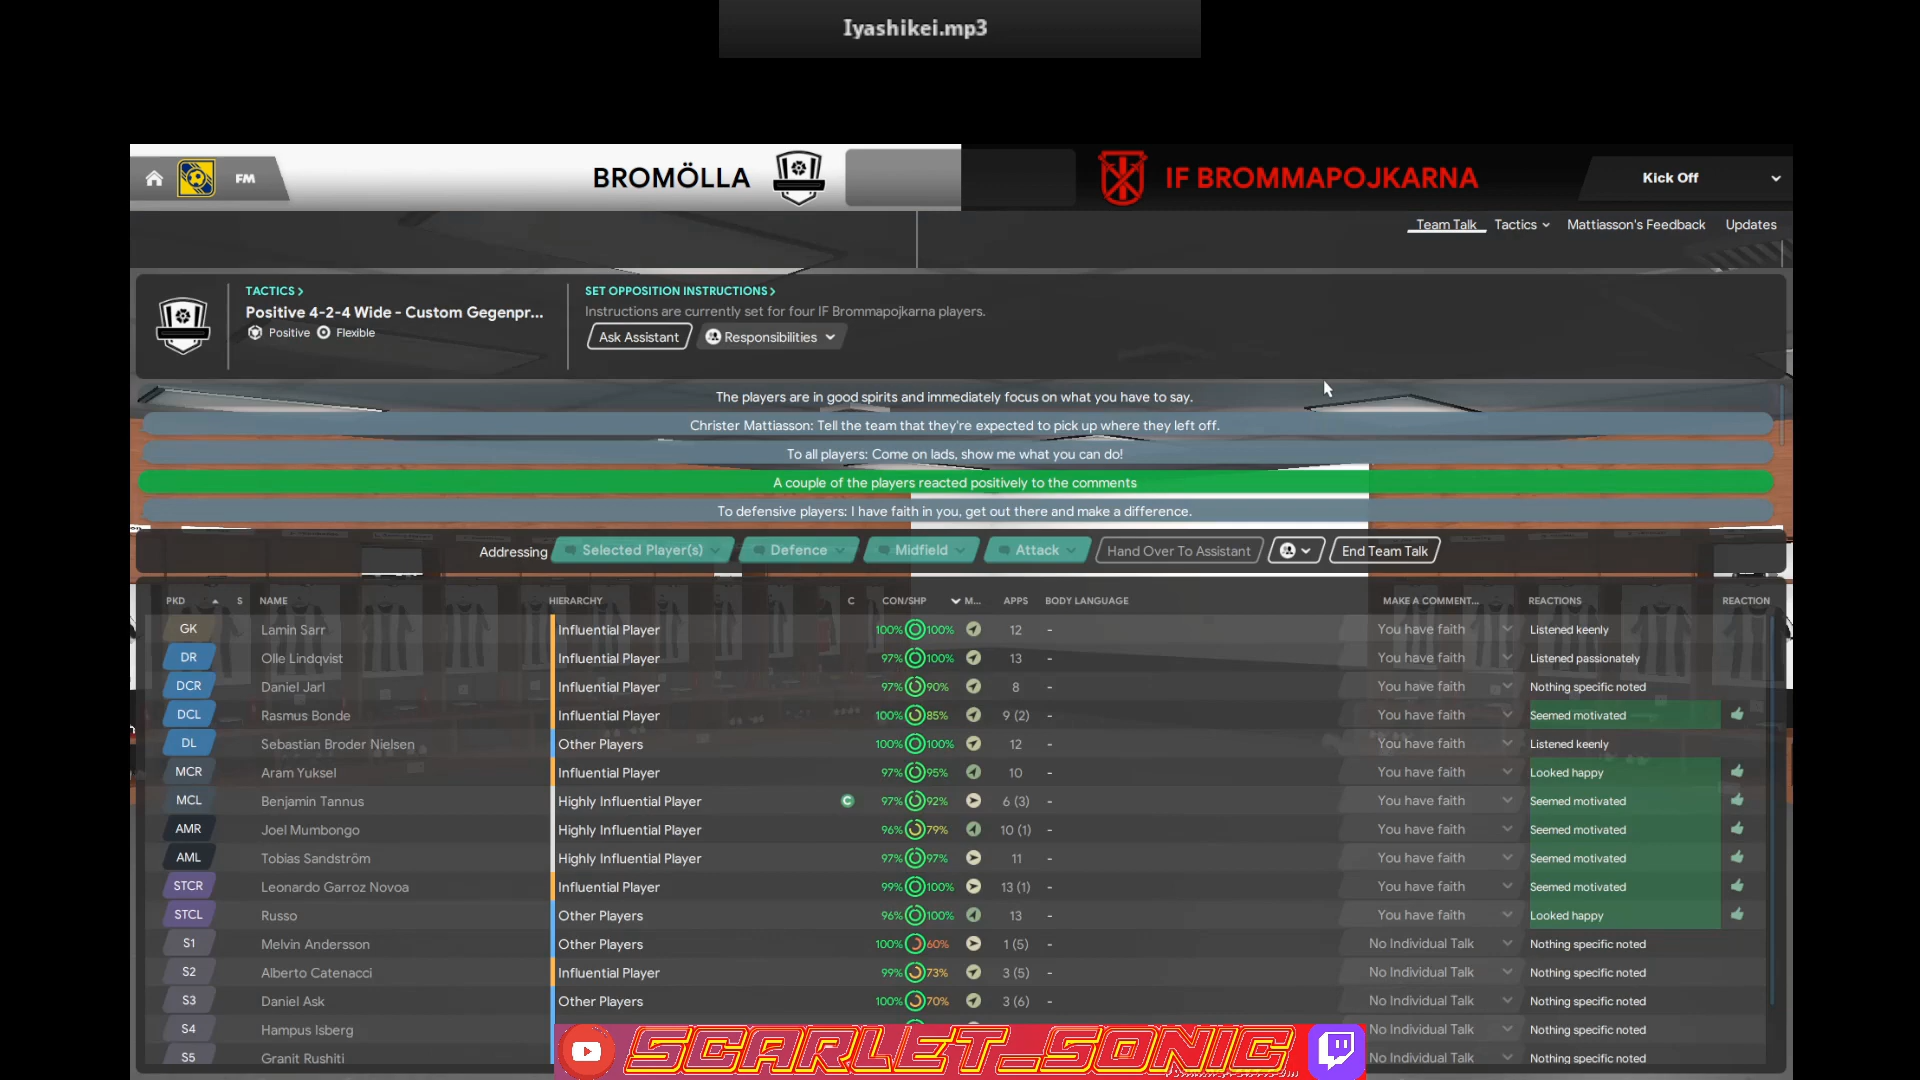 Iyashikei.mp3
FM
BROMÖLLA
IF BROMMAPOJKARNA
Kick Off
Team Talk Tactics Mattiasson's Feedback Updates
TACTICS
Positive 4-2-4 Wide - Custom Gegenpr...
Positive Flexible
SET OPPOSITION INSTRUCTIONS
Instructions are currently set for four IF Brommapojkarna players.
Ask Assistant Responsibilities
The players are in good spirits and immediately focus on what you have to say.
Christer Mattiasson: Tell the team that they're expected to pick up where they left off.
To all players: Come on lads, show me what you can do!
A couple of the players reacted positively to the comments
To defensive players: I have faith in you, get out there and make a difference.
Addressing Selected Player(s) Defence Midfield Attack Hand Over To Assistant End Team Talk
PKD S NAME HIERARCHY C CON/SHP M... APPS BODY LANGUAGE MAKE A COMMENT... REACTIONS REACTION
GK Lamin Sarr Influential Player 100% 100% 12 - You have faith Listened keenly
DR Olle Lindqvist Influential Player 97% 100% 13 - You have faith Listened passionately
DCR Daniel Jarl Influential Player 97% 90% 8 - You have faith Nothing specific noted
DCL Rasmus Bonde Influential Player 100% 85% 9 (2) - You have faith Seemed motivated
DL Sebastian Broder Nielsen Other Players 100% 100% 12 - You have faith Listened keenly
MCR Aram Yuksel Influential Player 97% 95% 10 - You have faith Looked happy
MCL Benjamin Tannus Highly Influential Player C 97% 92% 6 (3) - You have faith Seemed motivated
AMR Joel Mumbongo Highly Influential Player 96% 79% 10 (1) - You have faith Seemed motivated
AML Tobias Sandström Highly Influential Player 97% 97% 11 - You have faith Seemed motivated
STCR Leonardo Garroz Novoa Influential Player 99% 100% 13 (1) - You have faith Seemed motivated
STCL Russo Other Players 96% 100% 13 - You have faith Looked happy
S1 Melvin Andersson Other Players 100% 60% 1 (5) - No Individual Talk Nothing specific noted
S2 Alberto Catenacci Influential Player 99% 73% 3 (5) - No Individual Talk Nothing specific noted
S3 Daniel Ask Other Players 100% 70% 3 (6) - No Individual Talk Nothing specific noted
S4 Hampus Isberg No Individual Talk Nothing specific noted
S5 Granit Rushiti No Individual Talk Nothing specific noted
SCARLET_SONIC